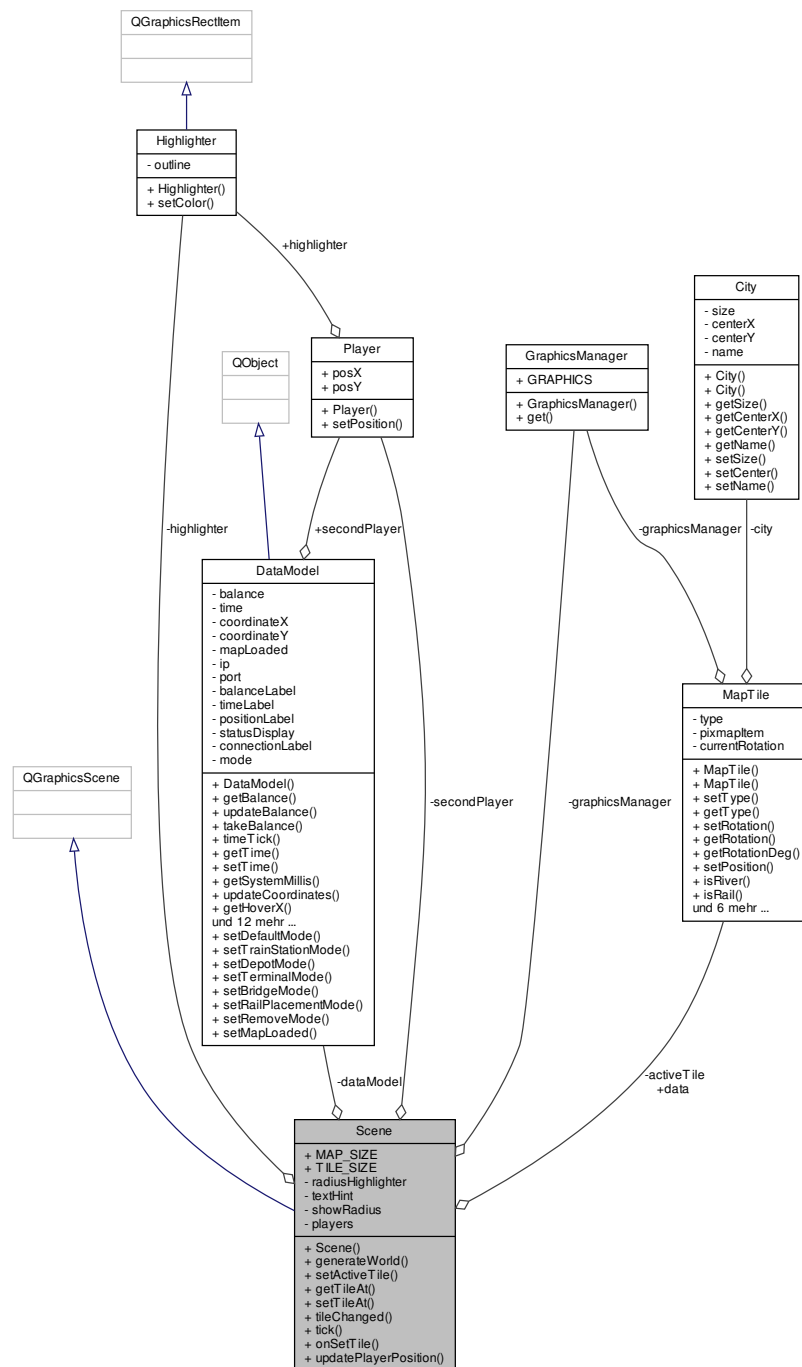 QGraphicsRectItem
Highlighter
- outline
+ Highlighter()
+ setColor()
+highlighter
City
- size
- centerX
- centerY
- name
+ City()
+ City()
+ getSize()
+ getCenterX()
+ getCenterY()
+ getName()
+ setSize()
+ setCenter()
+ setName()
Player
+ posX
+ posY
+ Player()
+ setPosition()
GraphicsManager
+ GRAPHICS
+ GraphicsManager()
+ get()
QObject
-highlighter
+secondPlayer
-graphicsManager
-city
DataModel
- balance
- time
- coordinateX
- coordinateY
- mapLoaded
- ip
- port
- balanceLabel
- timeLabel
- positionLabel
- statusDisplay
- connectionLabel
- mode
+ DataModel()
+ getBalance()
+ updateBalance()
+ takeBalance()
+ timeTick()
+ getTime()
+ setTime()
+ getSystemMillis()
+ updateCoordinates()
+ getHoverX()
und 12 mehr ...
+ setDefaultMode()
+ setTrainStationMode()
+ setDepotMode()
+ setTerminalMode()
+ setBridgeMode()
+ setRailPlacementMode()
+ setRemoveMode()
+ setMapLoaded()
MapTile
- type
- pixmapItem
- currentRotation
+ MapTile()
+ MapTile()
+ setType()
+ getType()
+ setRotation()
+ getRotation()
+ getRotationDeg()
+ setPosition()
+ isRiver()
+ isRail()
und 6 mehr ...
QGraphicsScene
-secondPlayer
-graphicsManager
-dataModel
-activeTile
+data
Scene
+ MAP_SIZE
+ TILE_SIZE
- radiusHighlighter
- textHint
- showRadius
- players
+ Scene()
+ generateWorld()
+ setActiveTile()
+ getTileAt()
+ setTileAt()
+ tileChanged()
+ tick()
+ onSetTile()
+ updatePlayerPosition()